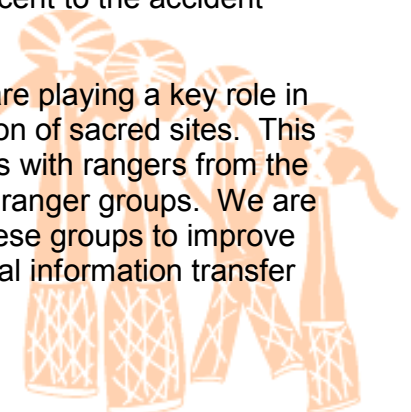 cent to the accident
are playing a key role in
on of sacred sites.  This
s with rangers from the
ranger groups.  We are
ese groups to improve
al information transfer